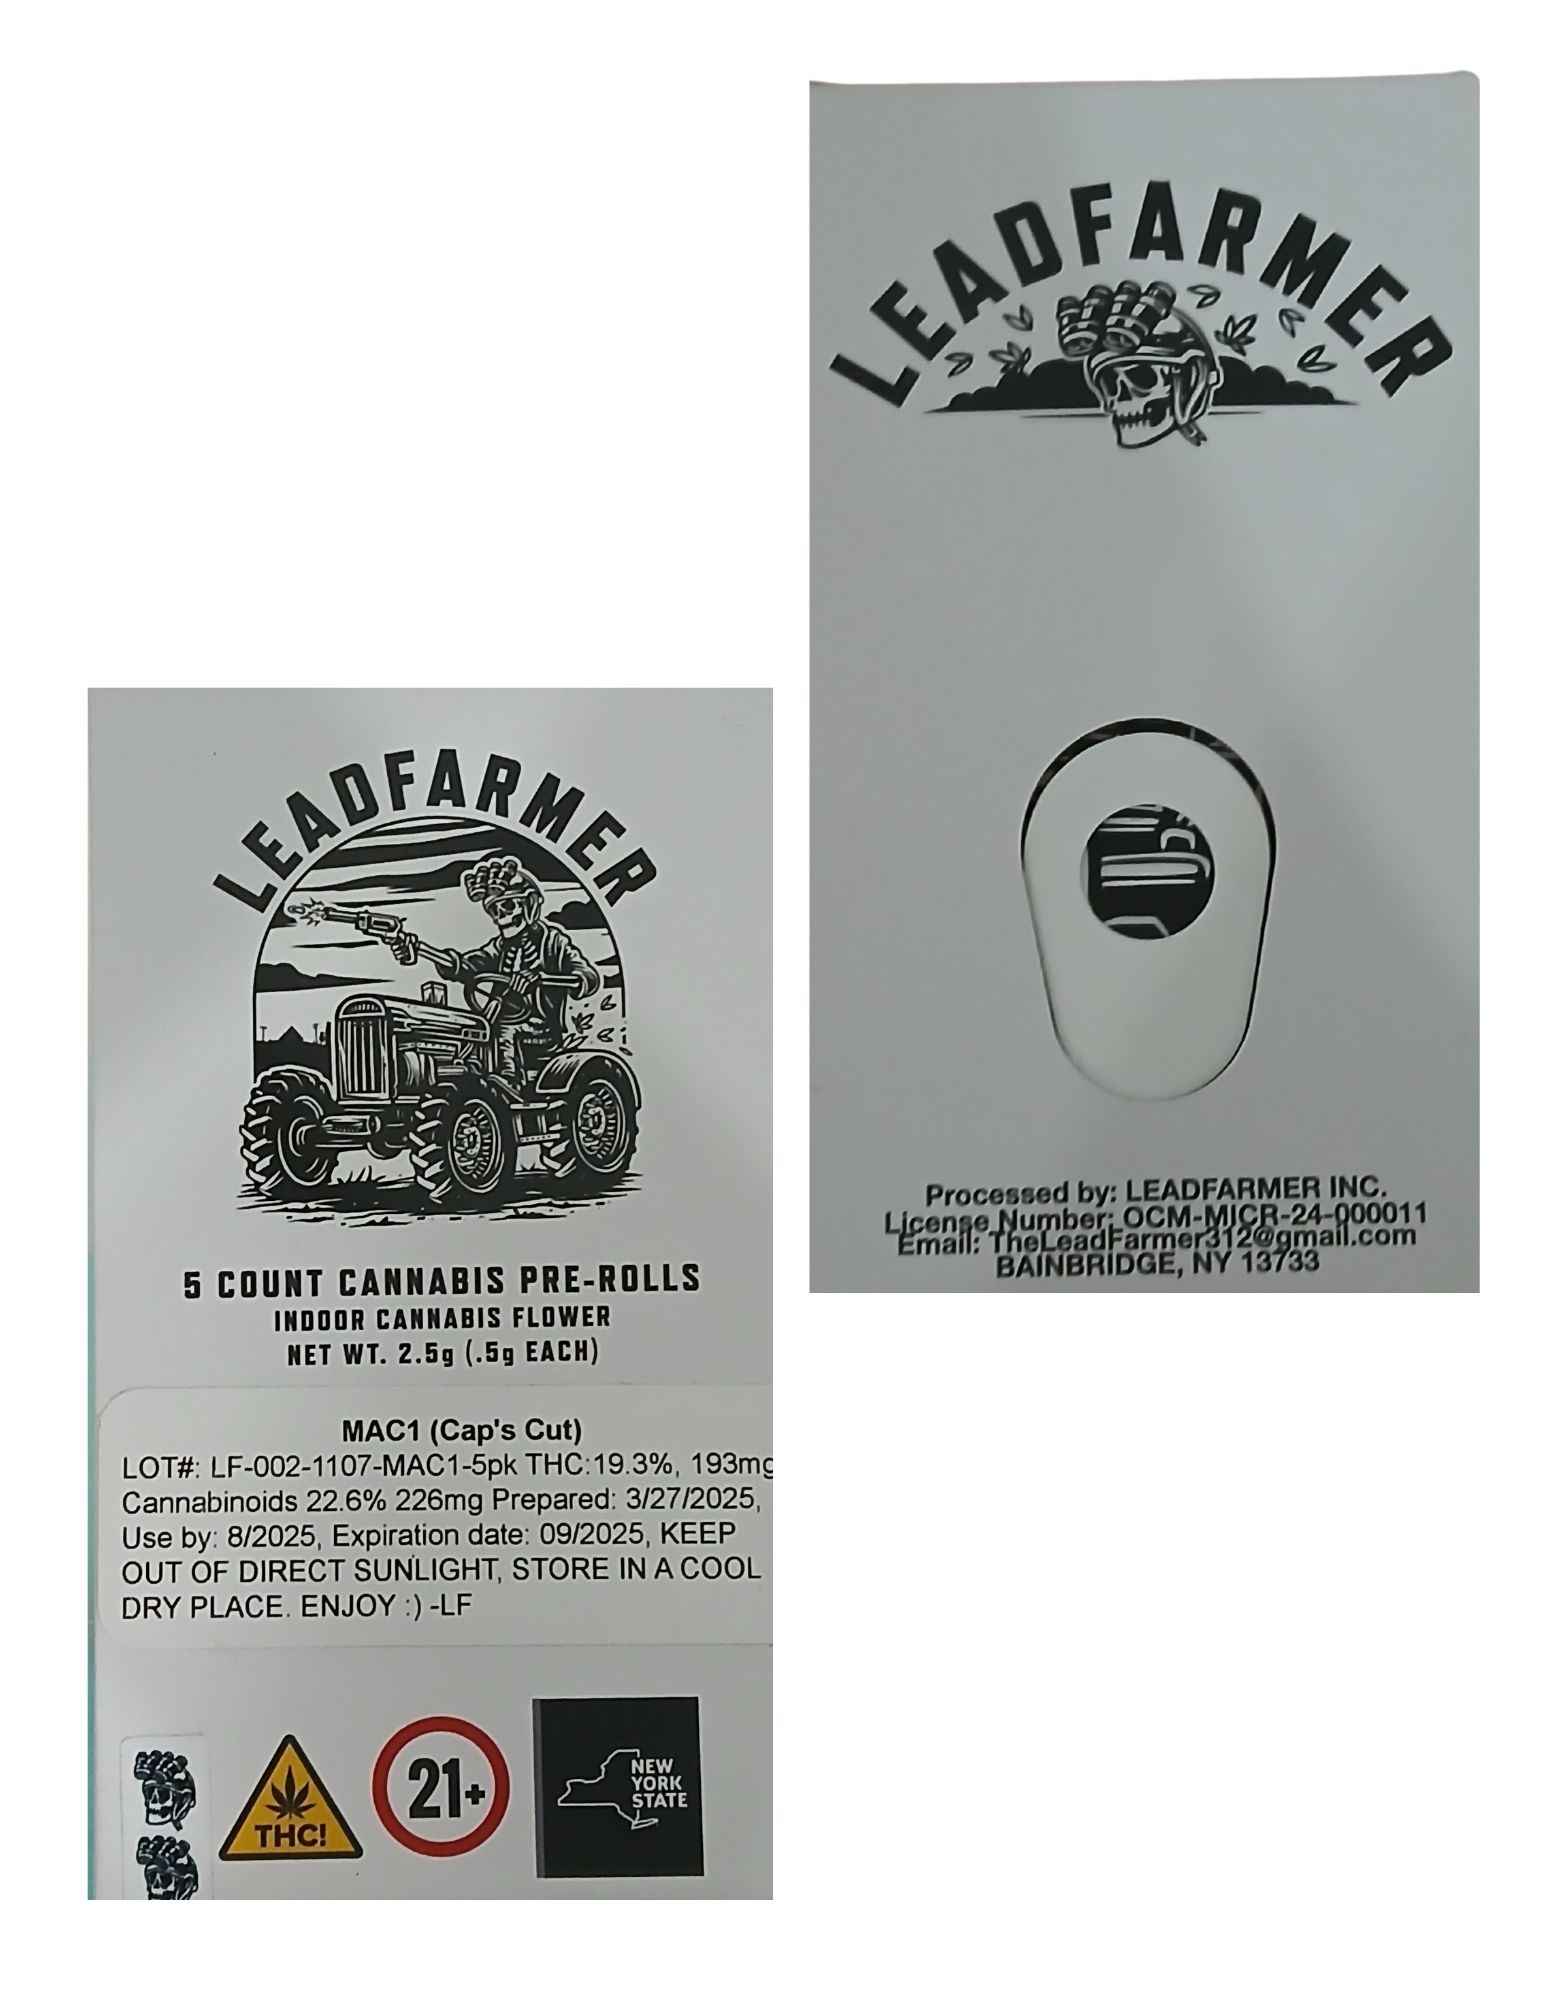 LEADFARMER
5 COUNT CANNABIS PRE-ROLLS
INDOOR CANNABIS FLOWER
NET WT. 2.5g (.5g EACH)
MAC1 (Cap's Cut)
LOT#: LF-002-1107-MAC1-5pk THC:19.3%, 193mg
Cannabinoids 22.6% 226mg Prepared: 3/27/2025,
Use by: 8/2025, Expiration date: 09/2025, KEEP
OUT OF DIRECT SUNLIGHT, STORE IN A COOL
DRY PLACE. ENJOY :) -LF
THC!
21+
NEW
YORK
STATE
LEADFARMER
Processed by: LEADFARMER INC.
License Number: OCM-MICR-24-000011
Email: TheLeadFarmer312@gmail.com
BAINBRIDGE, NY 13733